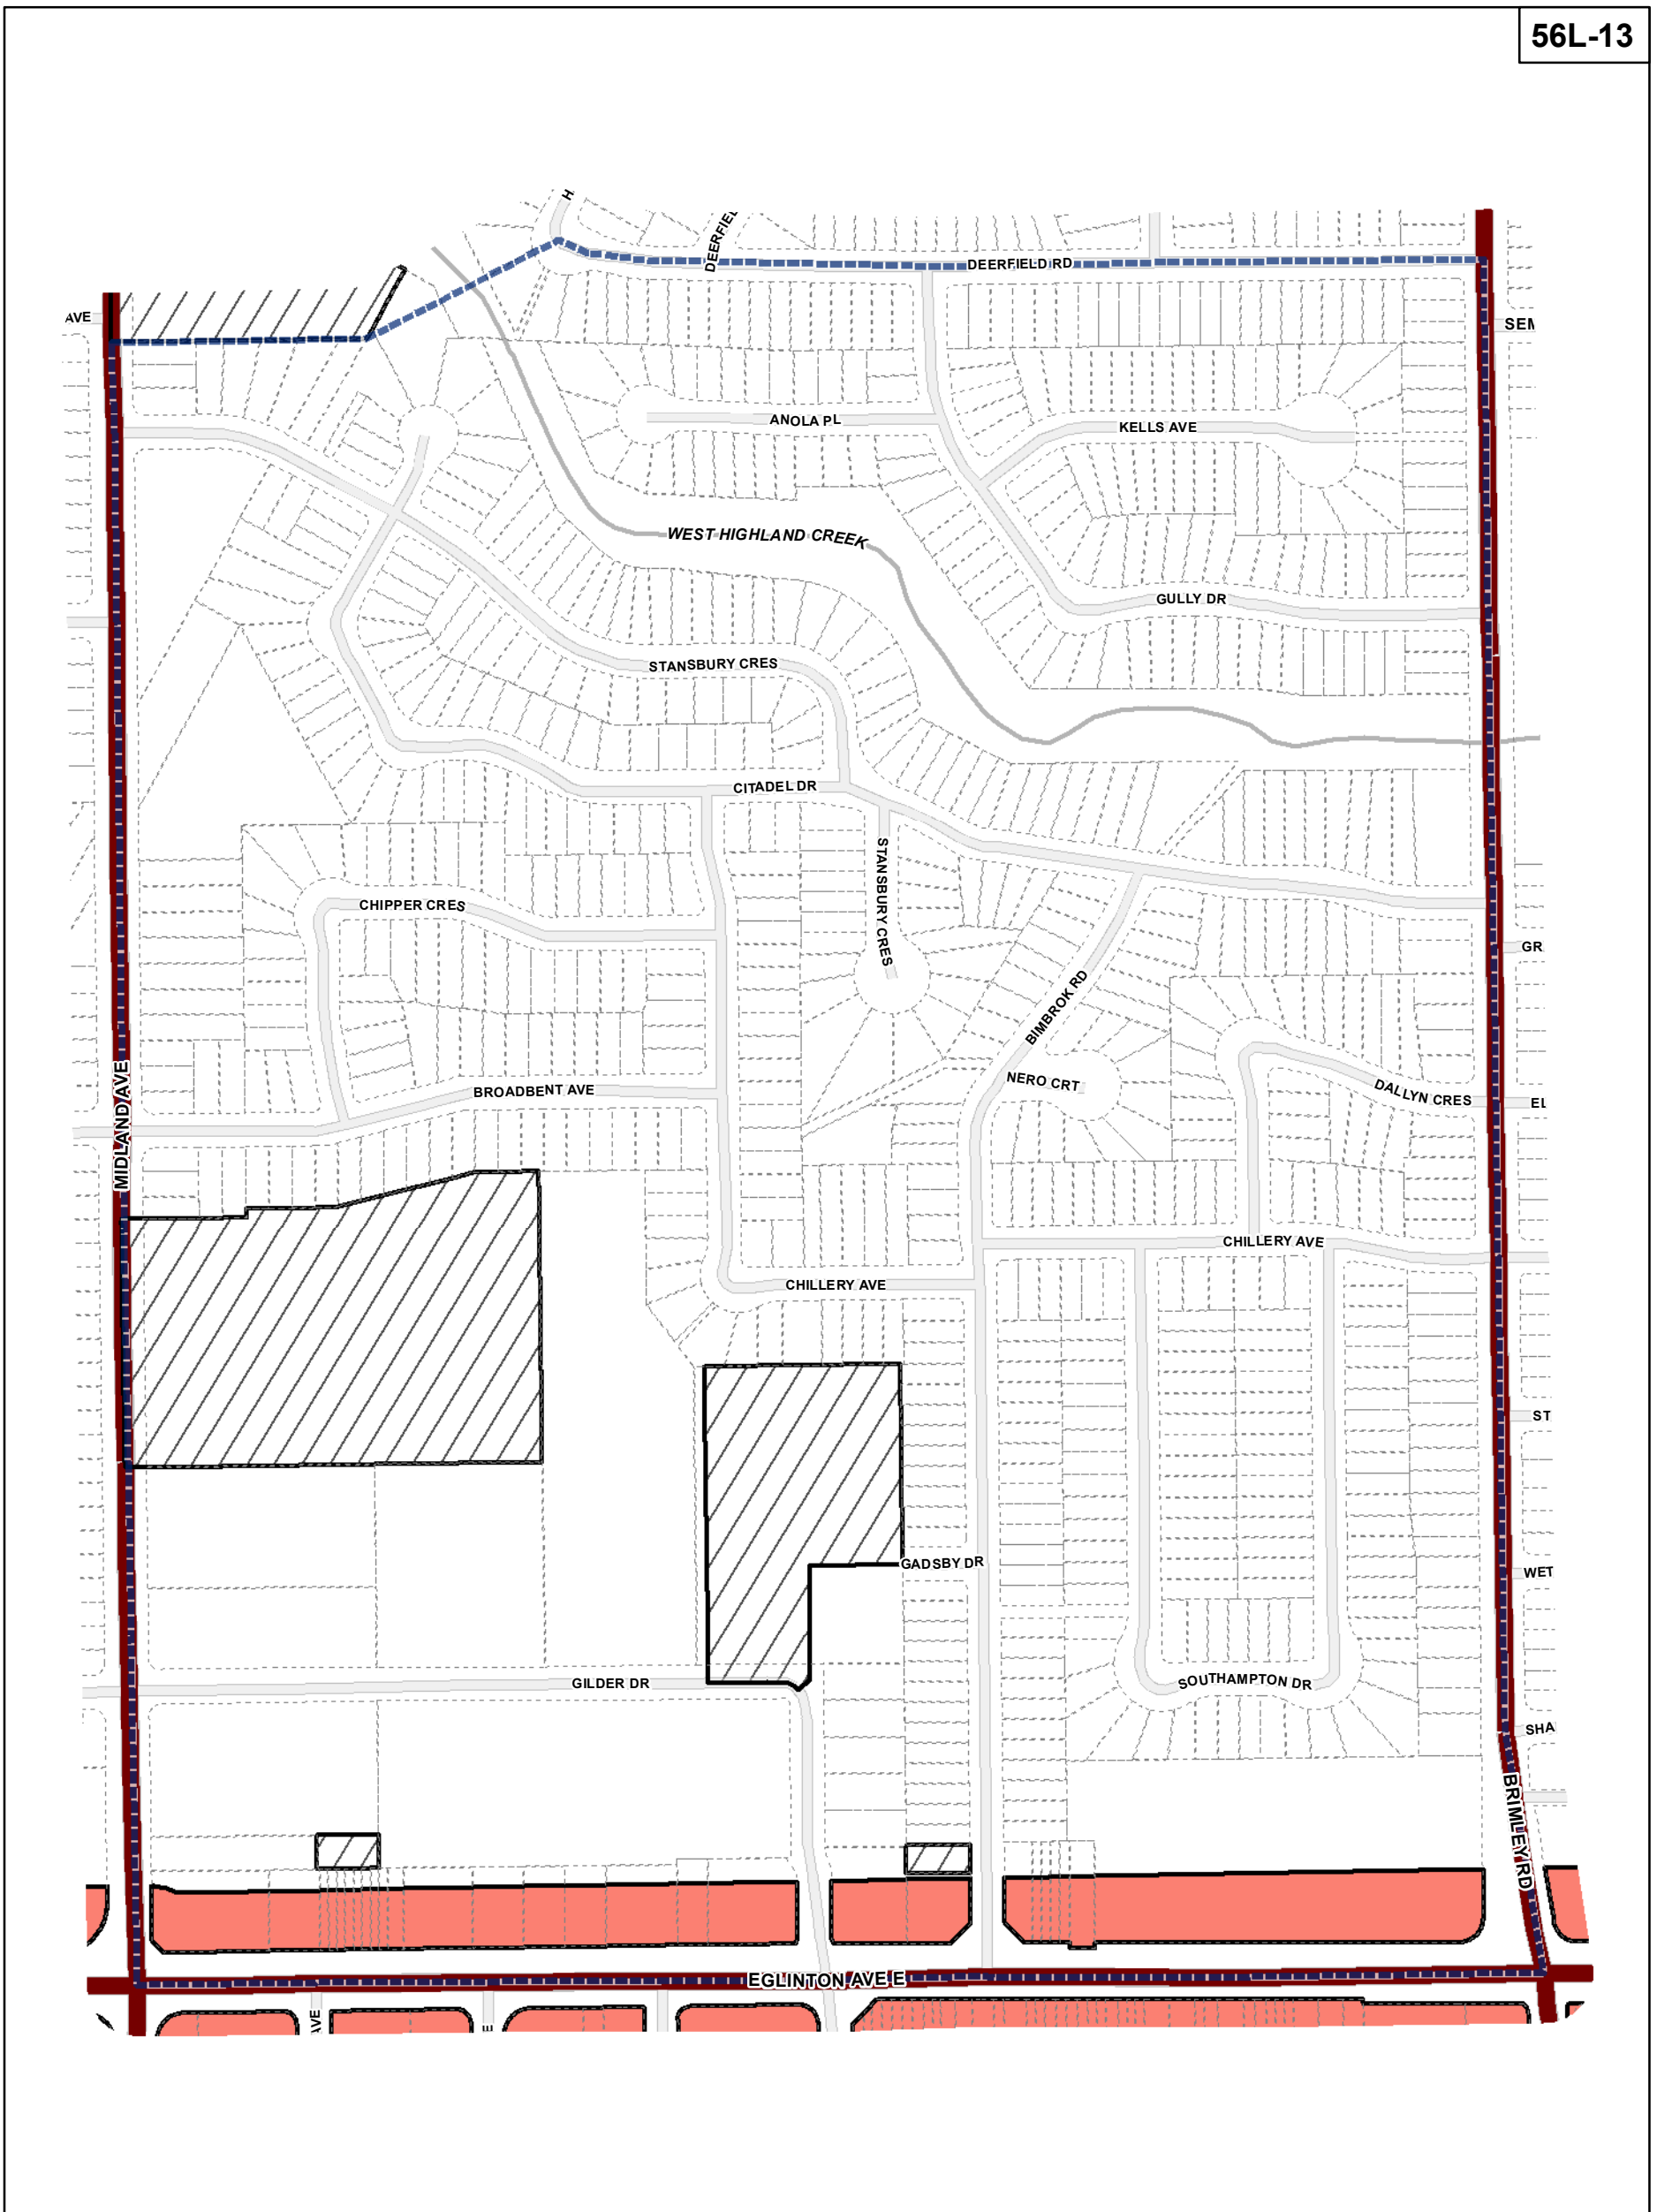 56L-13
H
DEERFIEL
DEERFIELD RD
AVE
SEM
ANOLA PL
KELLS AVE
WEST HIGHLAND CREEK
GULLY DR
STANSBURY CRES
CITADEL DR
STANSBURY CRES
CHIPPER CRES
GR
BIMBROK RD
NERO CRT
DALLYN CRES
BROADBENT AVE
EL
MIDLAND AVE
CHILLERY AVE
CHILLERY AVE
ST
GADSBY DR
WET
GILDER DR
SOUTHAMPTON DR
SHA
BRIMLEY RD
EGLINTON AVE E
AVE
E